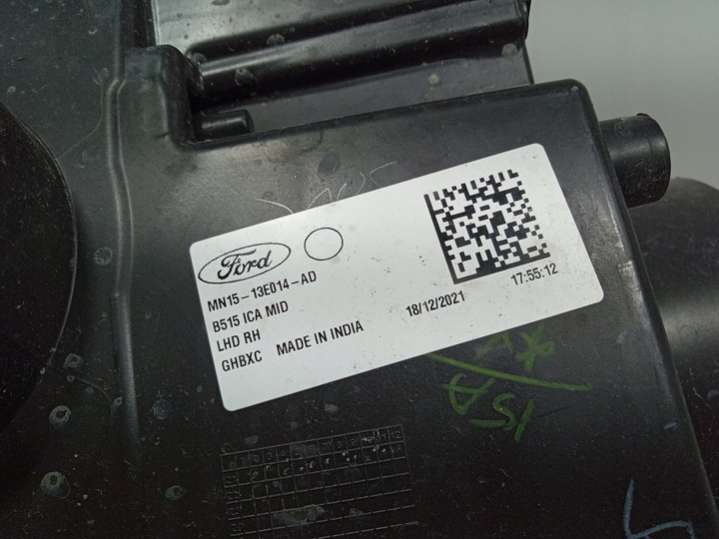 Ford
MN15-13E014-AD
B515 ICA MID
LHD RH
GHBXC MADE IN INDIA
18/12/2021 17:55:12